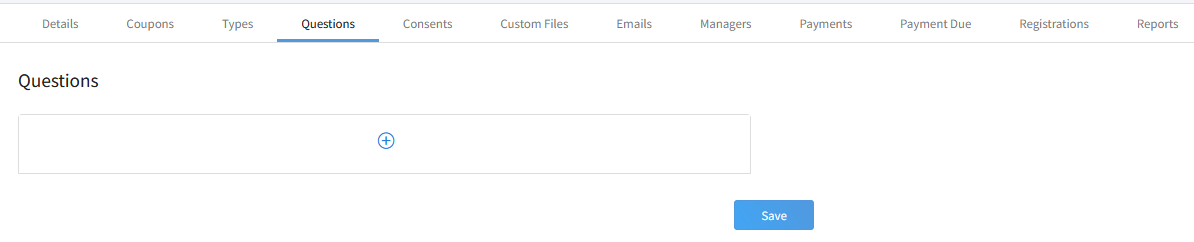 Details Coupons Types Questions Consents Custom Files Emails Managers Payments Payment Due Registrations Reports
Questions
Save